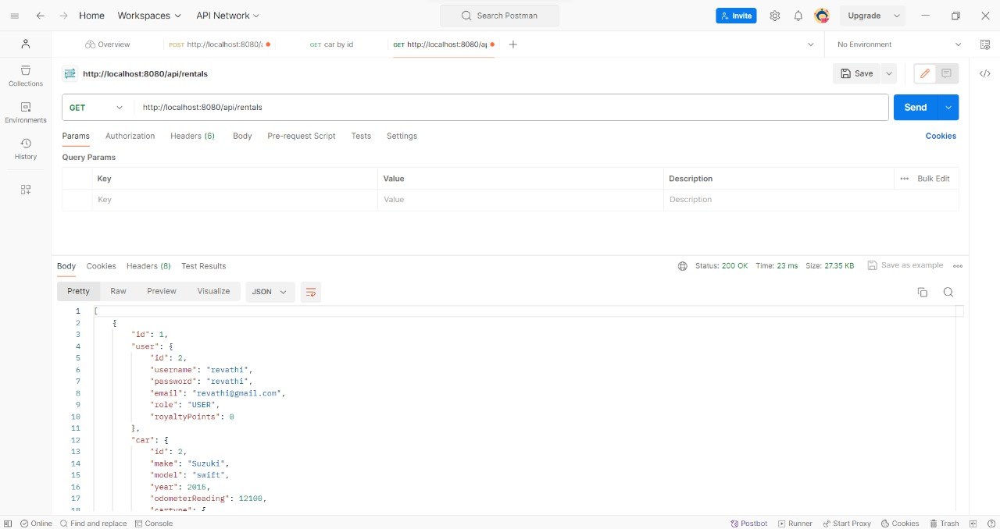 Home Workspaces API Network Search Postman Invite Upgrade
Overview POST http://localhost:8080/ GET car by id GET http://localhost:8080/ap No Environment
Collections
Environments
History
HTTP http://localhost:8080/api/rentals Save
GET http://localhost:8080/api/rentals Send
Params Authorization Headers (6) Body Pre-request Script Tests Settings Cookies
Query Params
Key Value Description ••• Bulk Edit
Key Value Description
Body Cookies Headers (8) Test Results Status: 200 OK Time: 23 ms Size: 27.35 KB Save as example
Pretty Raw Preview Visualize JSON
1 [
2 {
3 "id": 1,
4 "user": {
5 "id": 2,
6 "username": "revathi",
7 "password": "revathi",
8 "email": "revathi@gmail.com",
9 "role": "USER",
10 "royaltyPoints": 0
11 },
12 "car": {
13 "id": 2,
14 "make": "Suzuki",
15 "model": "swift",
16 "year": 2015,
17 "odometerReading": 12100,
18 "cartype": {
Online Find and replace Console Postbot Runner Start Proxy Cookies Trash